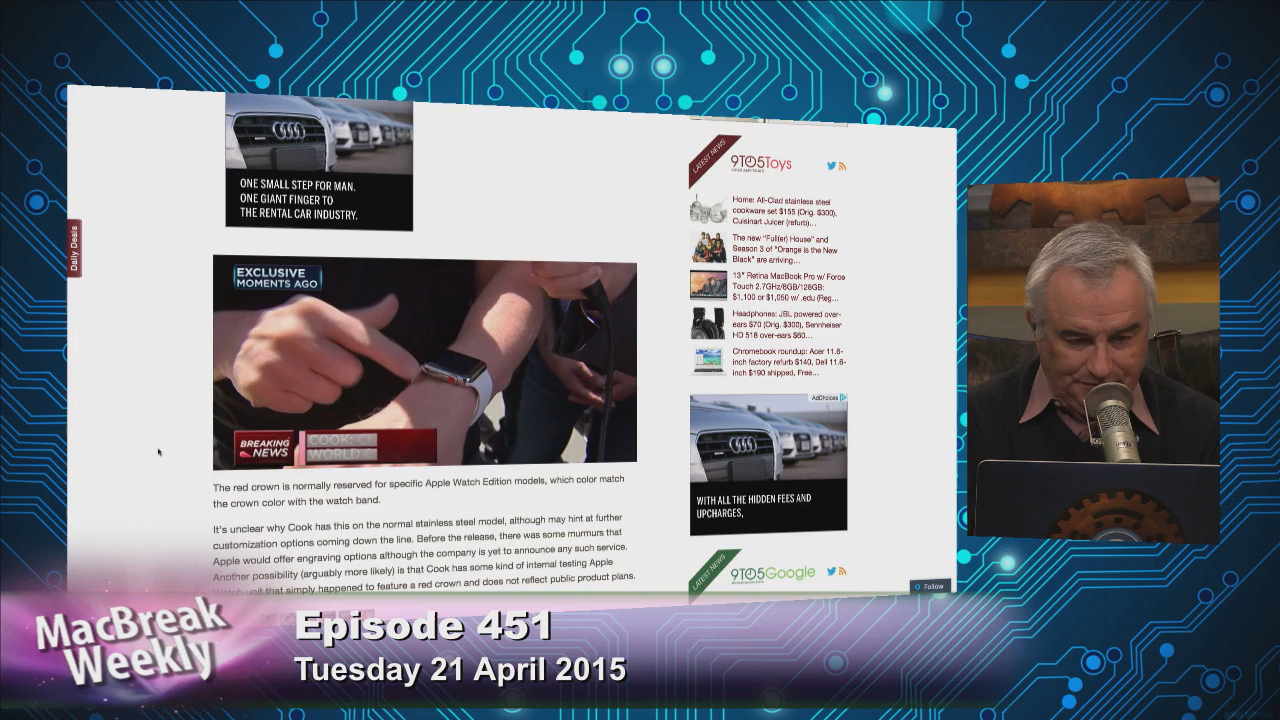 ONE SMALL STEP FOR MAN.
ONE GIANT FINGER TO
THE RENTAL CAR INDUSTRY.
Daily Deals
EXCLUSIVE
MOMENTS AGO
BREAKING
NEWS
COOK:
WORLD
The red crown is normally reserved for specific Apple Watch Edition models, which color match
the crown color with the watch band.
It's unclear why Cook has this on the normal stainless steel model, although may hint at further
customization options coming down the line. Before the release, there was some murmurs that
Apple would offer engraving options although the company is yet to announce any such service.
Another possibility (arguably more likely) is that Cook has some kind of internal testing Apple
Watch unit that simply happened to feature a red crown and does not reflect public product plans.
LATEST NEWS
9TO5Toys
Home: All-Clad stainless steel
cookware set $155 (Orig. $300),
Cuisinart Juicer (refurb)...
The new "Full(er) House" and
Season 3 of "Orange is the New
Black" are arriving...
13" Retina MacBook Pro w/ Force
Touch 2.7GHz/8GB/128GB:
$1,100 or $1,050 w/ .edu (Reg...
Headphones: JBL powered over-
ears $70 (Orig. $300), Sennheiser
HD 518 over-ears $60...
Chromebook roundup: Acer 11.6-
inch factory refurb $140, Dell 11.6-
inch $190 shipped, Free...
AdChoices
WITH ALL THE HIDDEN FEES AND
UPCHARGES,
LATEST NEWS
9TO5Google
Follow
MacBreak
Weekly
Episode 451
Tuesday 21 April 2015